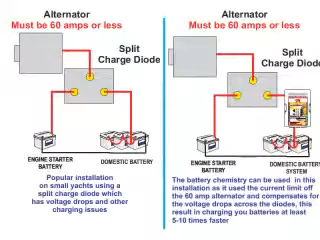 Alternator
Must be 60 amps or less
Split
Charge Diode
ENGINE STARTER
BATTERY
DOMESTIC BATTERY
Popular installation
on small yachts using a
split charge diode which
has voltage drops and other
charging issues
Alternator
Must be 60 amps or less
Split
Charge Diode
ENGINE STARTER
BATTERY
DOMESTIC BATTERY
SYSTEM
The battery chemistry can be used in this
installation as it used the current limit off
the 60 amp alternator and compensates for
the voltage drops across the diodes, this
result in charging you batteries at least
5-10 times faster